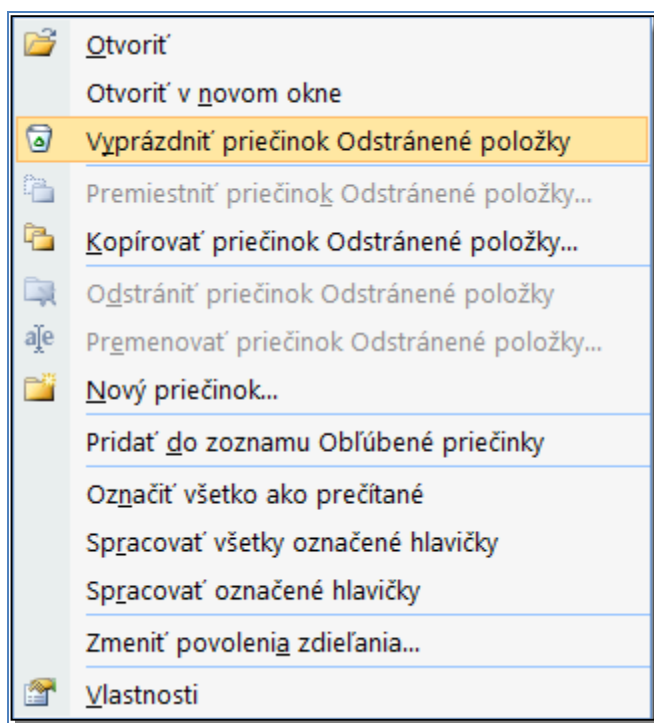 Otvoriť
Otvoriť v novom okne
Vyprázdniť priečinok Odstránené položky
Premiestniť priečinok Odstránené položky...
Kopírovať priečinok Odstránené položky...
Odstrániť priečinok Odstránené položky
Premenovať priečinok Odstránené položky...
Nový priečinok...
Pridať do zoznamu Obľúbené priečinky
Označiť všetko ako prečítané
Spracovať všetky označené hlavičky
Spracovať označené hlavičky
Zmeniť povolenia zdieľania...
Vlastnosti